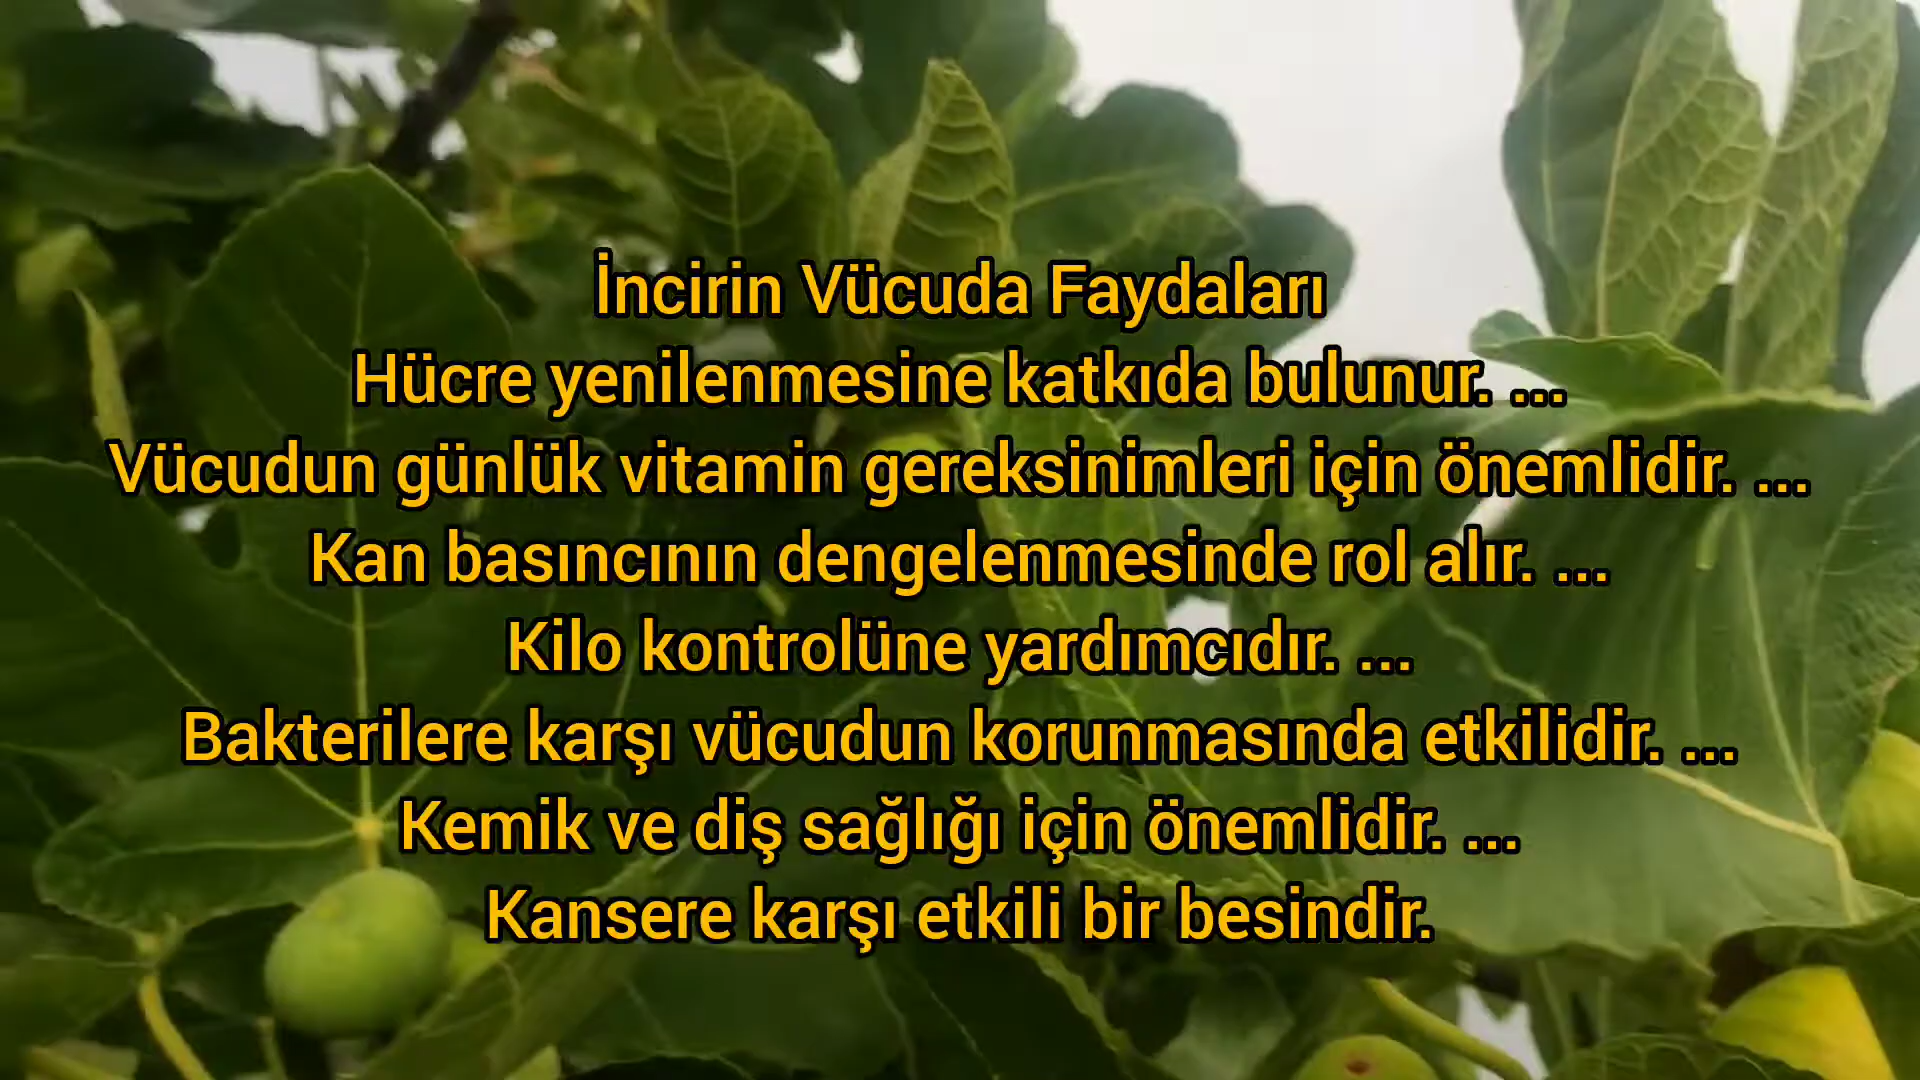 İncirin Vücuda Faydaları
Hücre yenilenmesine katkıda bulunur. ...
Vücudun günlük vitamin gereksinimleri için önemlidir. ...
Kan basıncının dengelenmesinde rol alır. ...
Kilo kontrolüne yardımcıdır. ...
Bakterilere karşı vücudun korunmasında etkilidir. ...
Kemik ve diş sağlığı için önemlidir. ...
Kansere karşı etkili bir besindir.